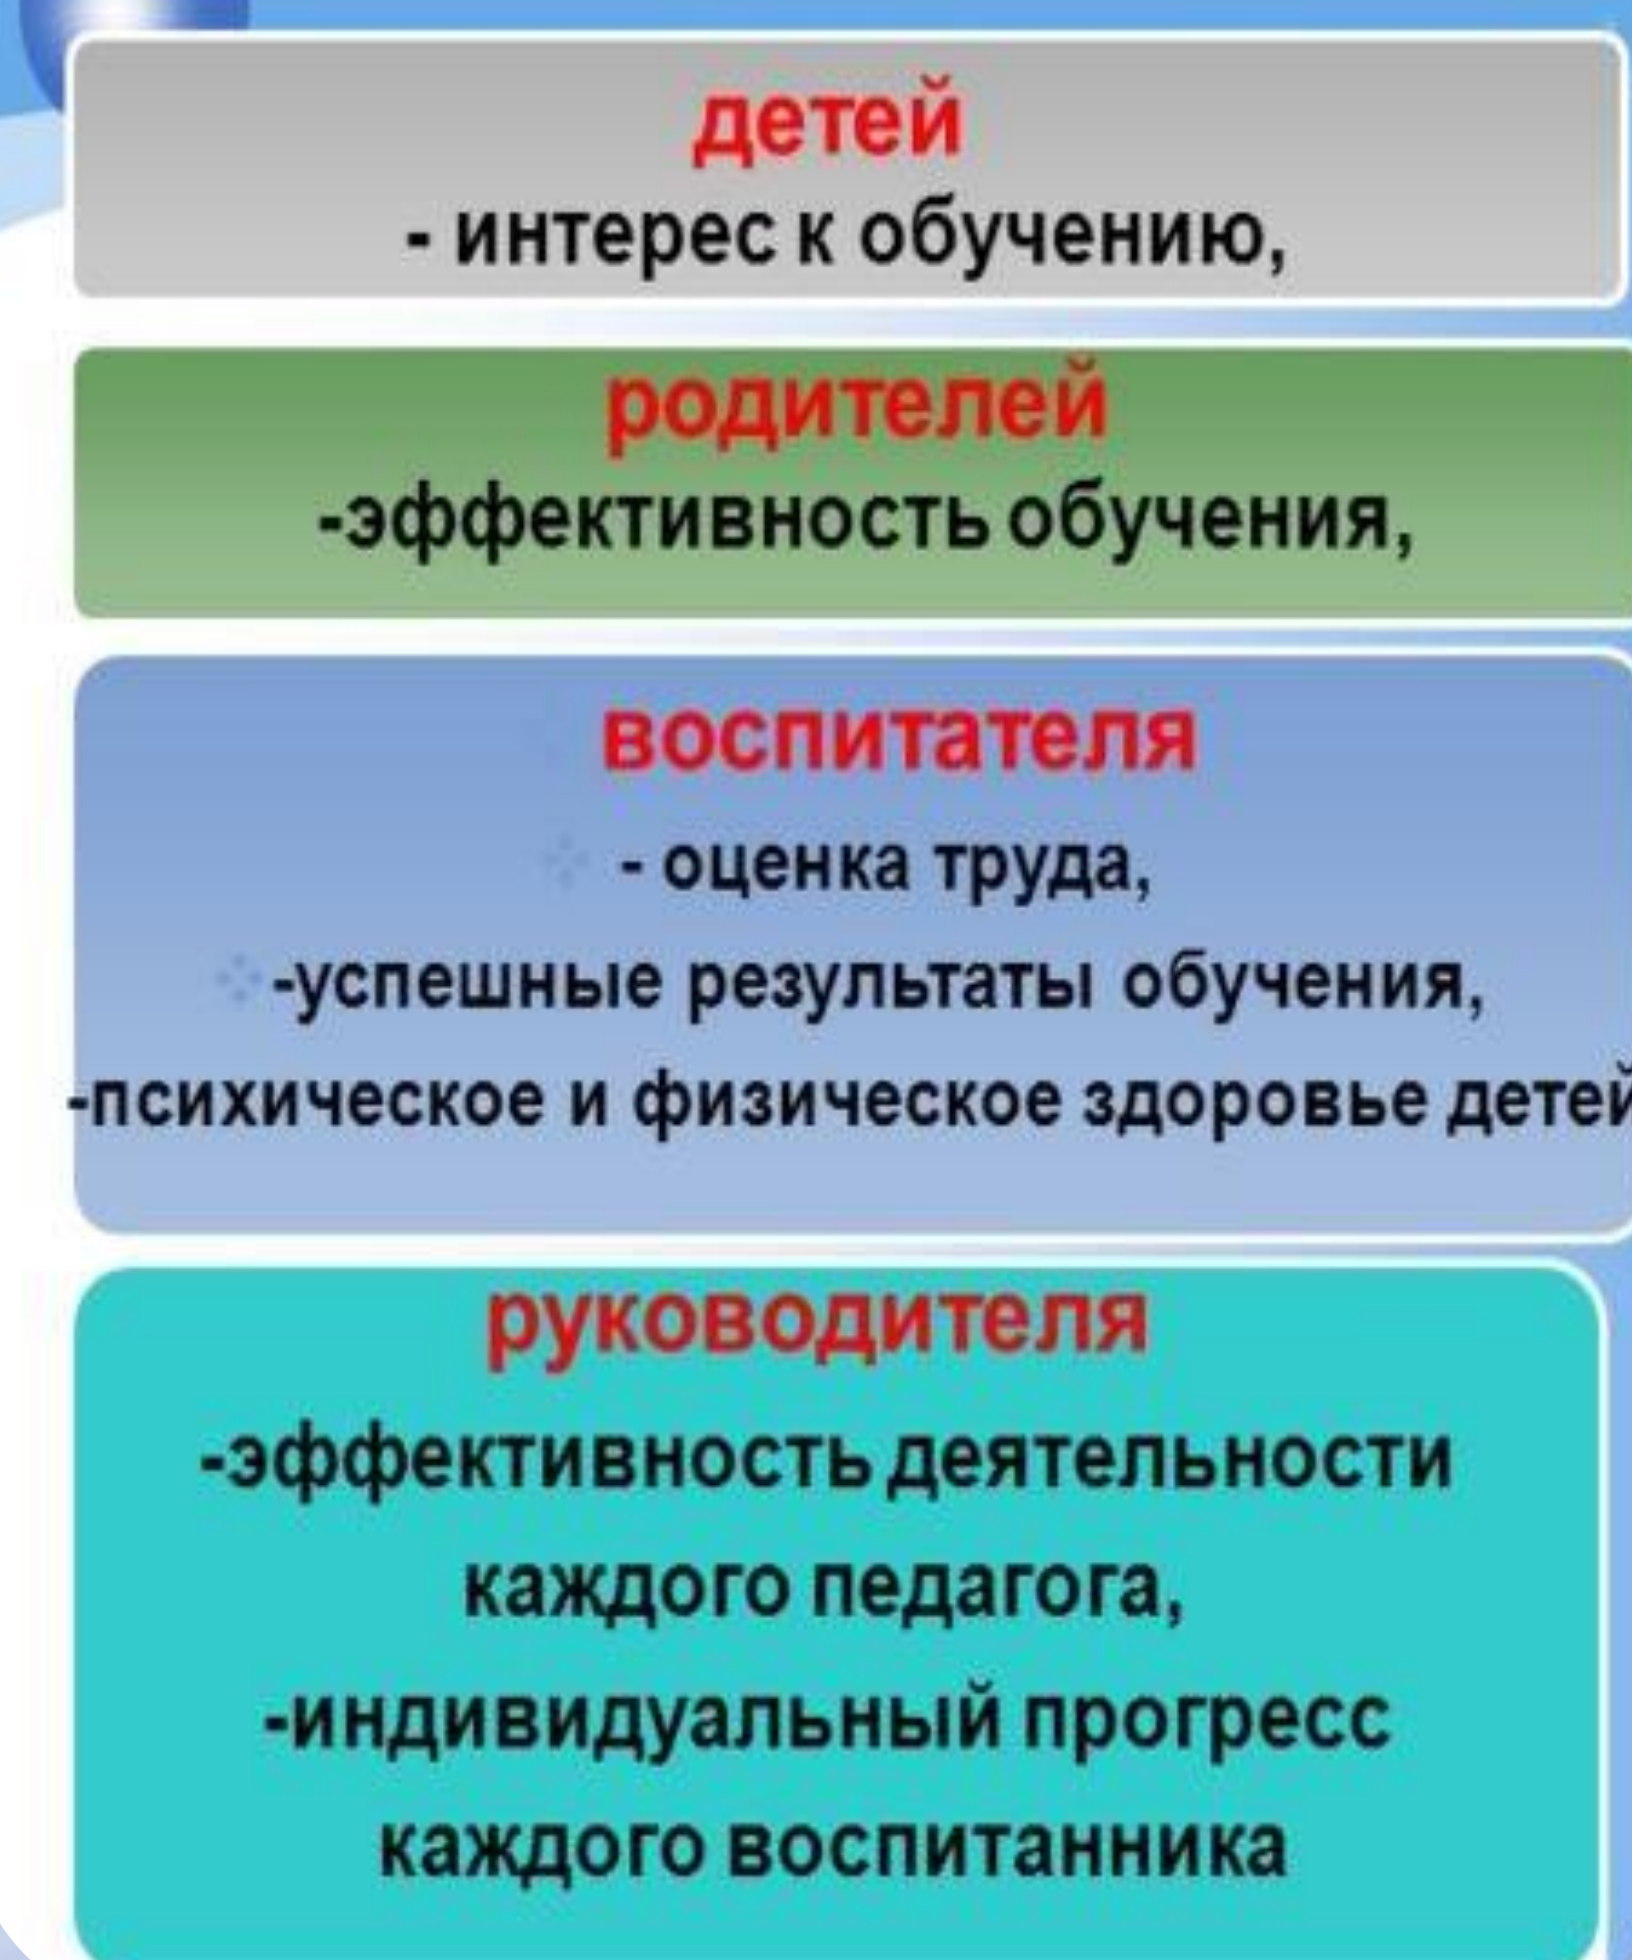 детей
- интерес к обучению,
родителей
-эффективность обучения,
воспитателя
- оценка труда,
-успешные результаты обучения,
-психическое и физическое здоровье детей
руководителя
-эффективность деятельности
каждого педагога,
-индивидуальный прогресс
каждого воспитанника